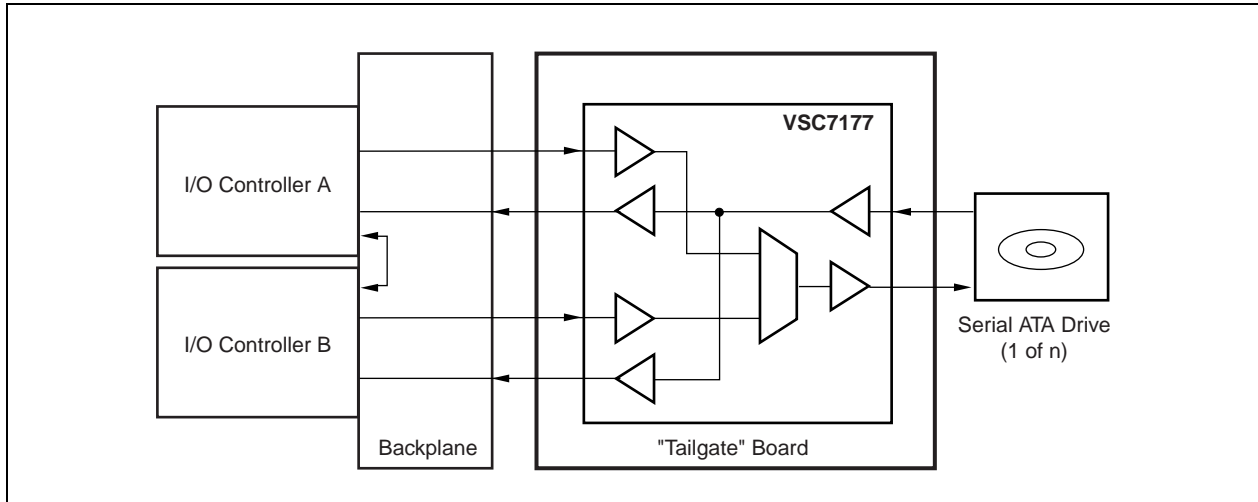 VSC7177
I/O Controller A
I/O Controller B
Serial ATA Drive
(1 of n)
Backplane
"Tailgate" Board